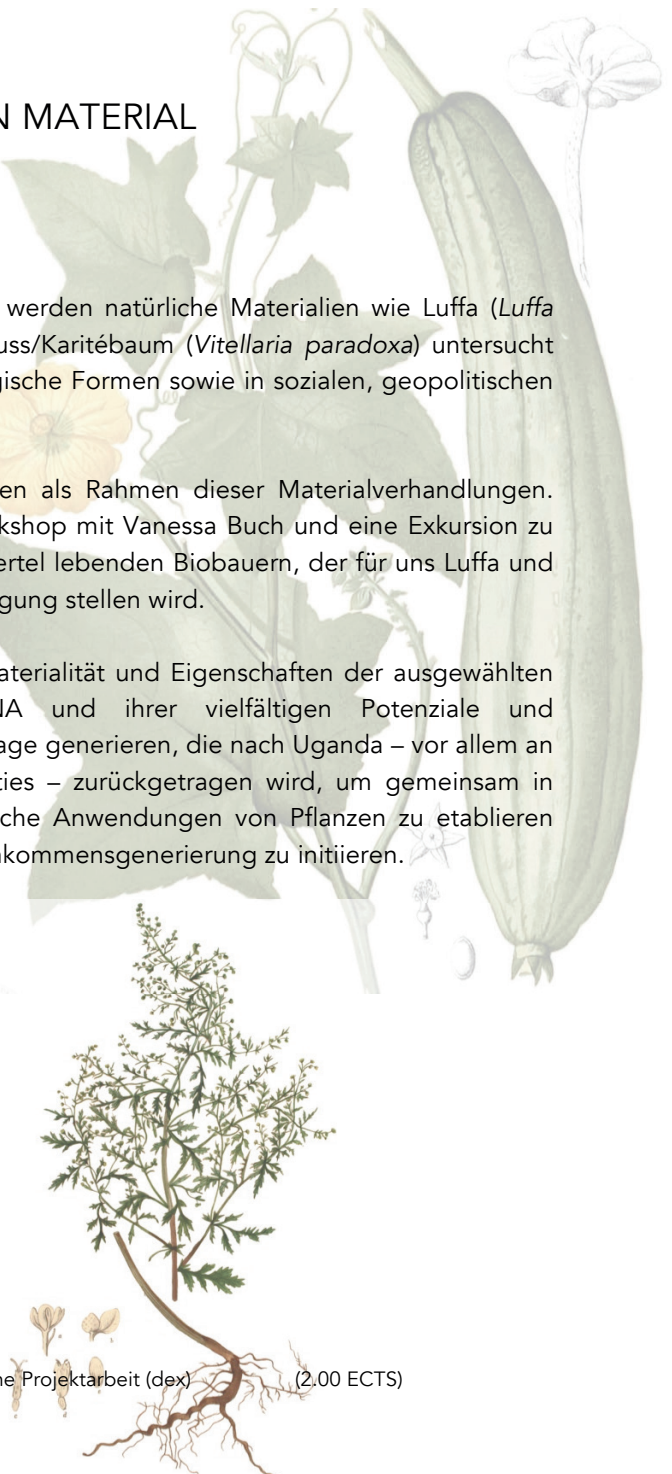 N MATERIAL
werden natürliche Materialien wie Luffa (Luffa
uss/Karitébaum (Vitellaria paradoxa) untersucht
gische Formen sowie in sozialen, geopolitischen
en als Rahmen dieser Materialverhandlungen.
kshop mit Vanessa Buch und eine Exkursion zu
ertel lebenden Biobauern, der für uns Luffa und
gung stellen wird.
aterialität und Eigenschaften der ausgewählten
NA und ihrer vielfältigen Potenziale und
age generieren, die nach Uganda – vor allem an
ties – zurückgetragen wird, um gemeinsam in
che Anwendungen von Pflanzen zu etablieren
nkommensgenerierung zu initiieren.
ne Projektarbeit (dex) (2.00 ECTS)